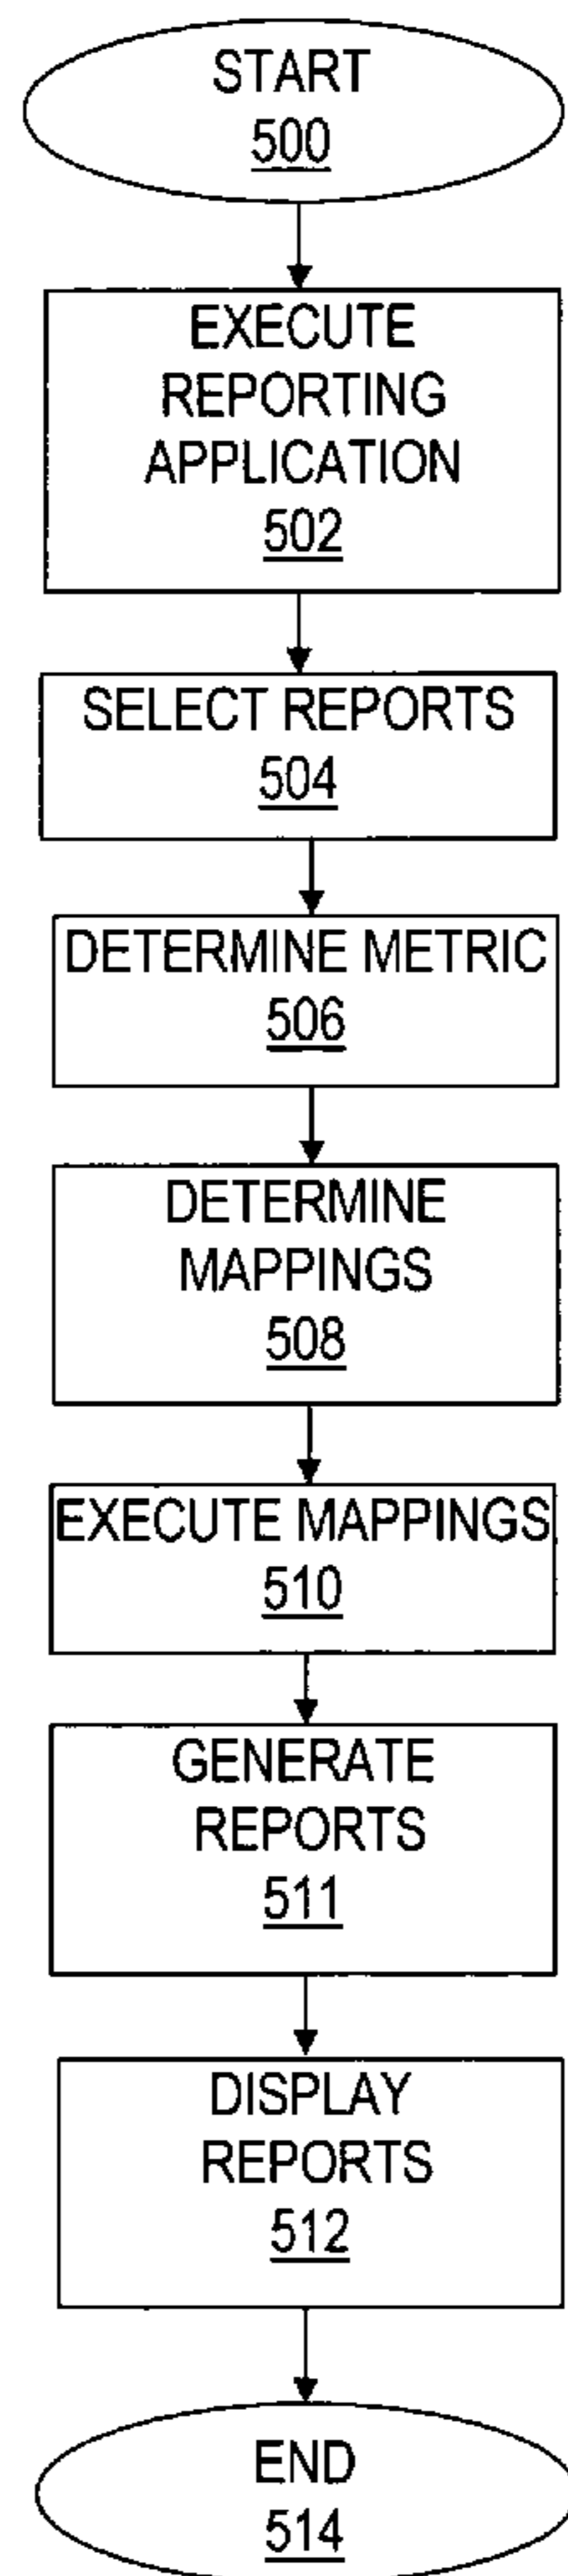 START
500
EXECUTE
REPORTING
APPLICATION
502
SELECT REPORTS
504
DETERMINE METRIC
506
DETERMINE
MAPPINGS
508
EXECUTE MAPPINGS
510
GENERATE
REPORTS
511
DISPLAY
REPORTS
512
END
514